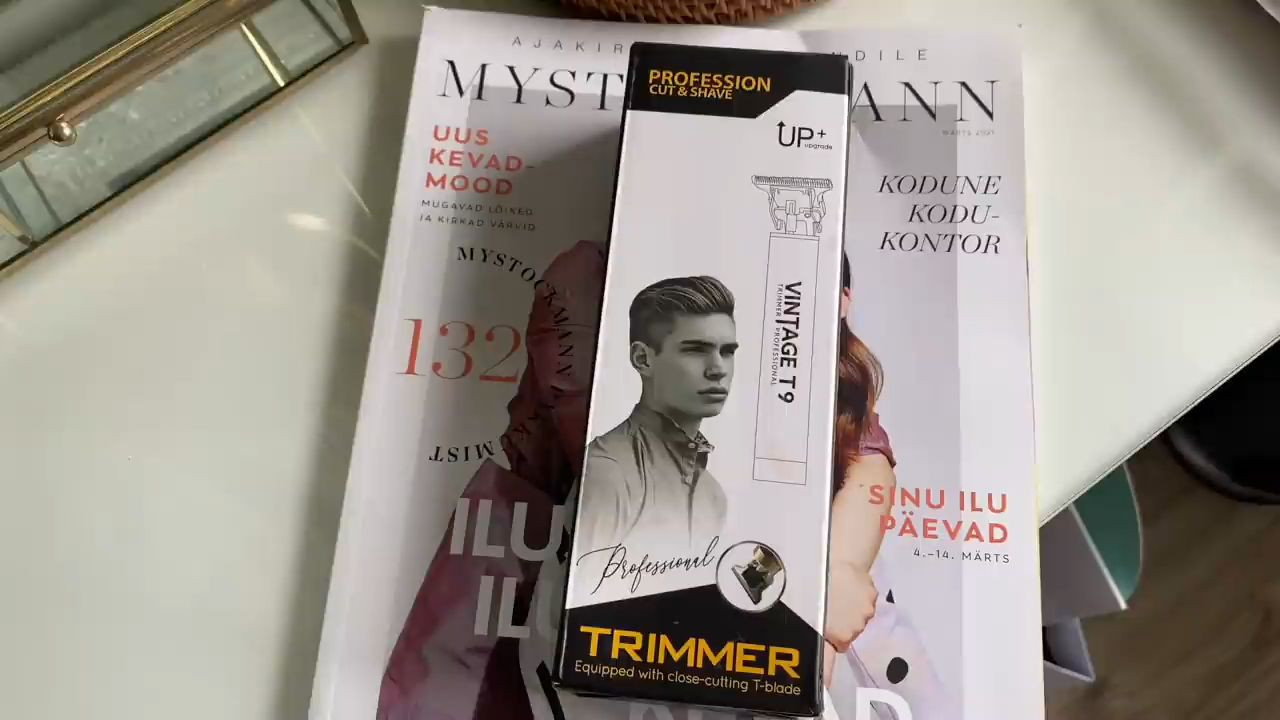 AJAKIR
DILE
MYST
ANN
MÄRTS 2021
UUS
KEVAD-
MOOD
MUGAVAD LÕIKED
JA KIRKAD VÄRVID
MYSTOCKMANN
132
MIST
ILU
KODUNE
KODU-
KONTOR
SINU ILU
PÄEVAD
4.–14. MÄRTS
PROFESSION
CUT & SHAVE
UP+
upgrade
VINTAGE T9
TRIMMER PROFESSIONAL
Professional
TRIMMER
Equipped with close-cutting T-blade